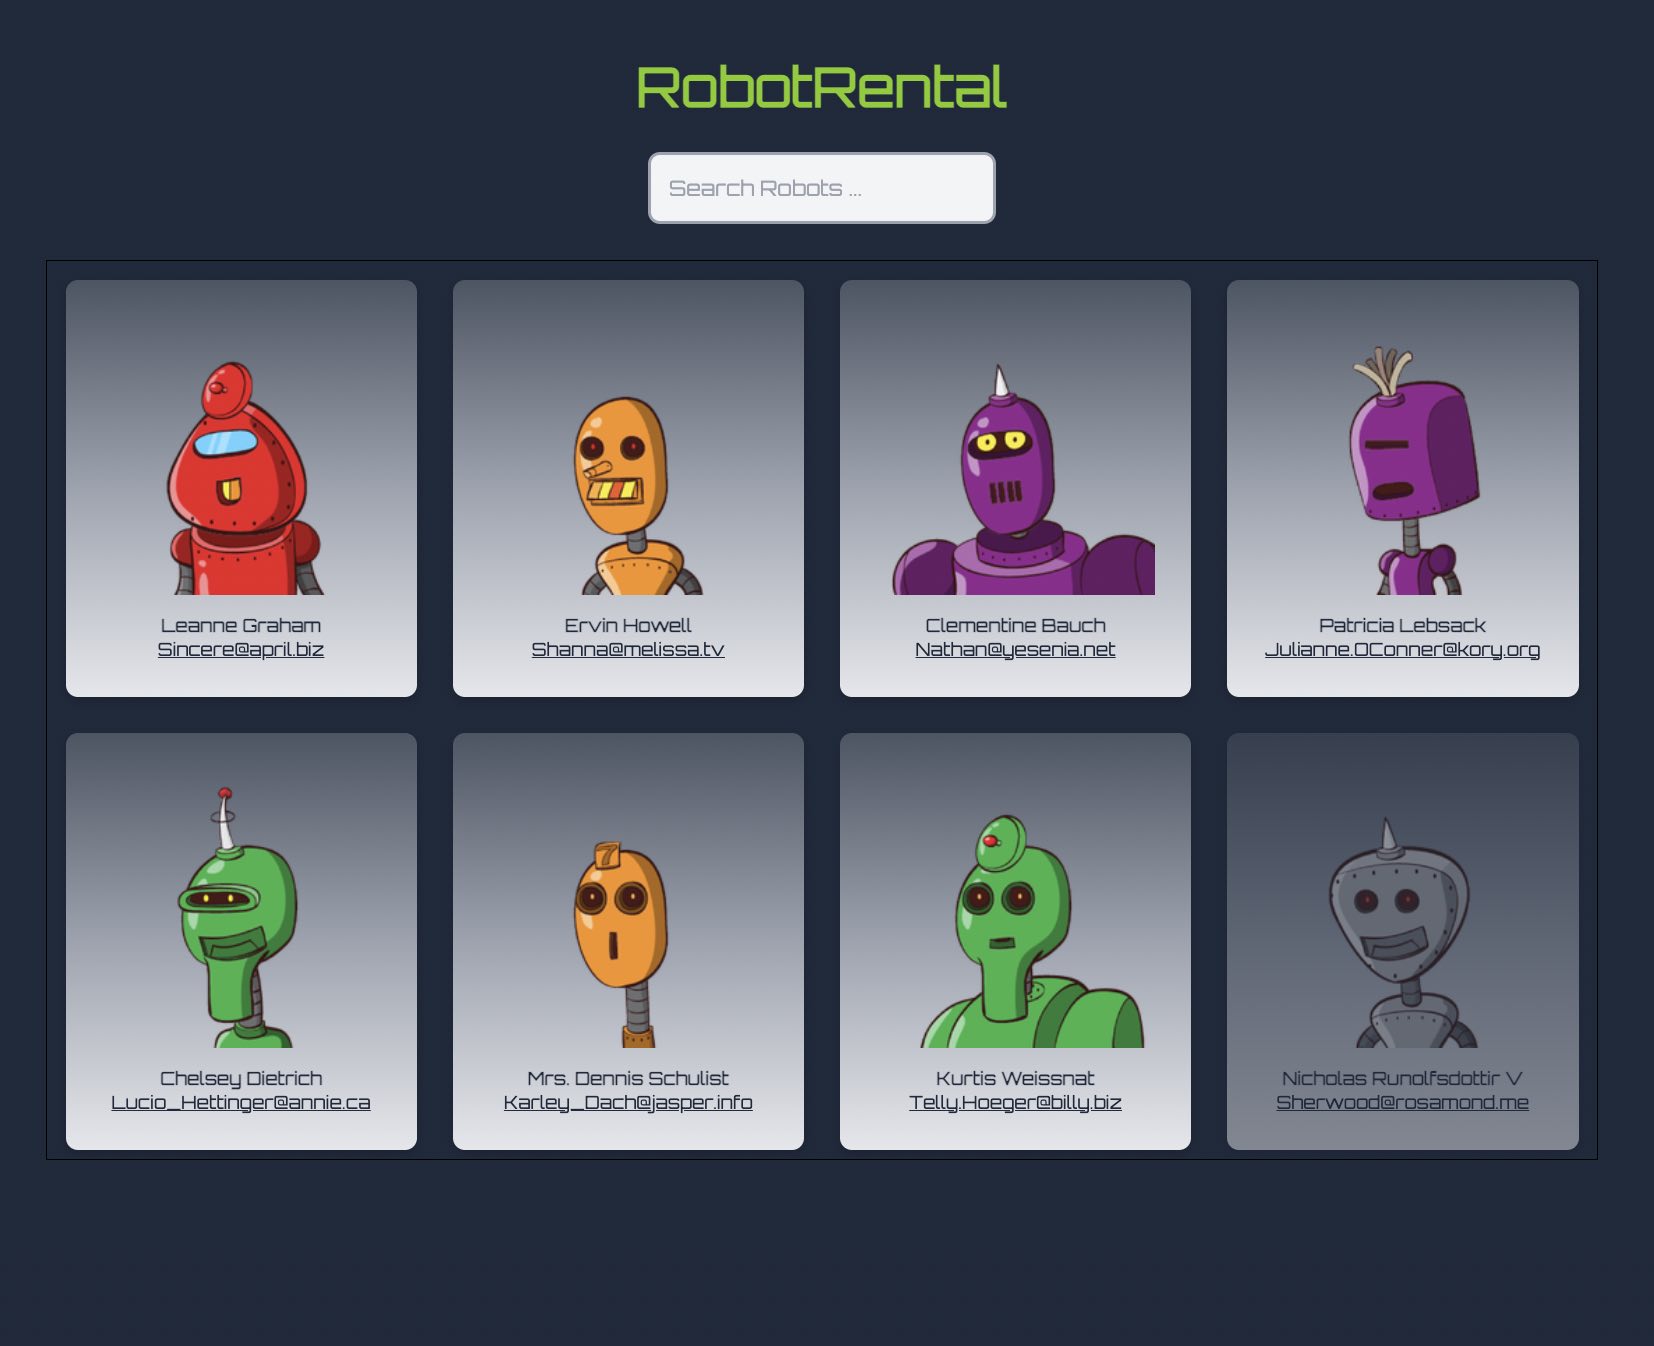 RobotRental
Search Robots ...
Leanne Graham
Sincere@april.biz
Ervin Howell
Shanna@melissa.tv
Clementine Bauch
Nathan@yesenia.net
Patricia Lebsack
Julianne.OConner@kory.org
Chelsey Dietrich
Lucio_Hettinger@annie.ca
7
Mrs. Dennis Schulist
Karley_Dach@jasper.info
Kurtis Weissnat
Telly.Hoeger@billy.biz
Nicholas Runolfsdottir V
Sherwood@rosamond.me